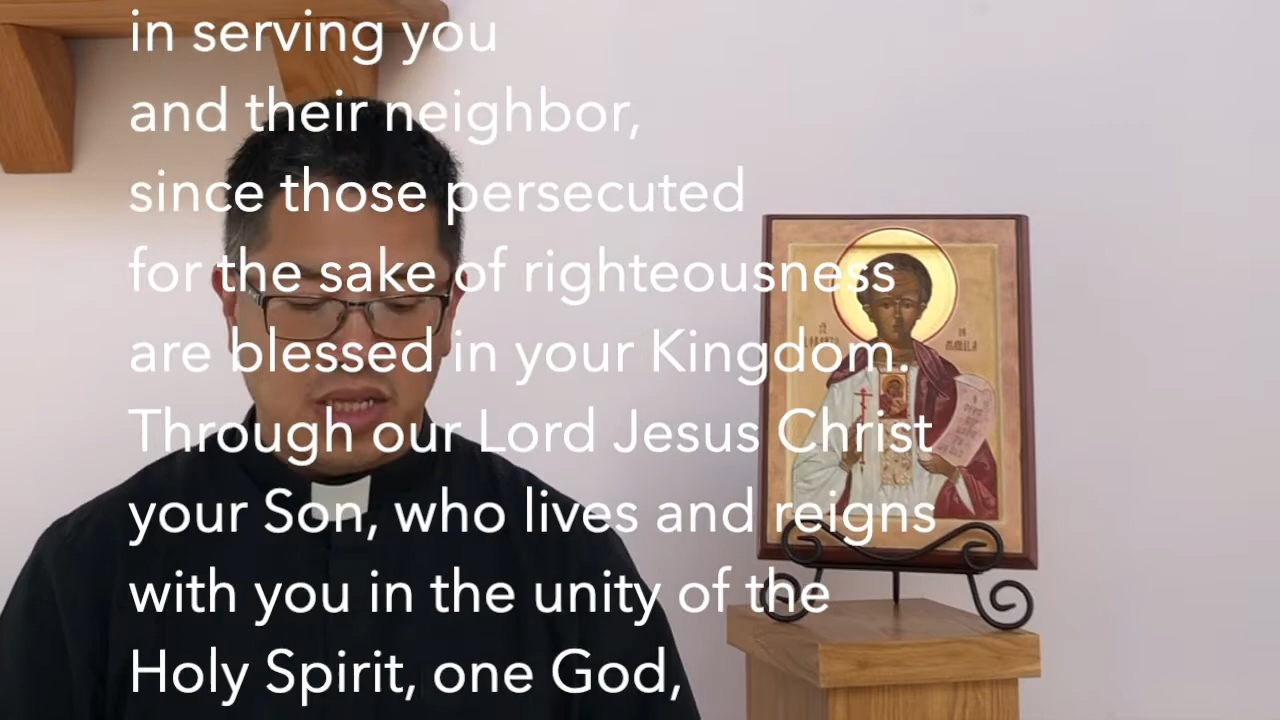 in serving you
and their neighbor,
since those persecuted
for the sake of righteousness
are blessed in your Kingdom.
Through our Lord Jesus Christ
your Son, who lives and reigns
with you in the unity of the
Holy Spirit, one God,